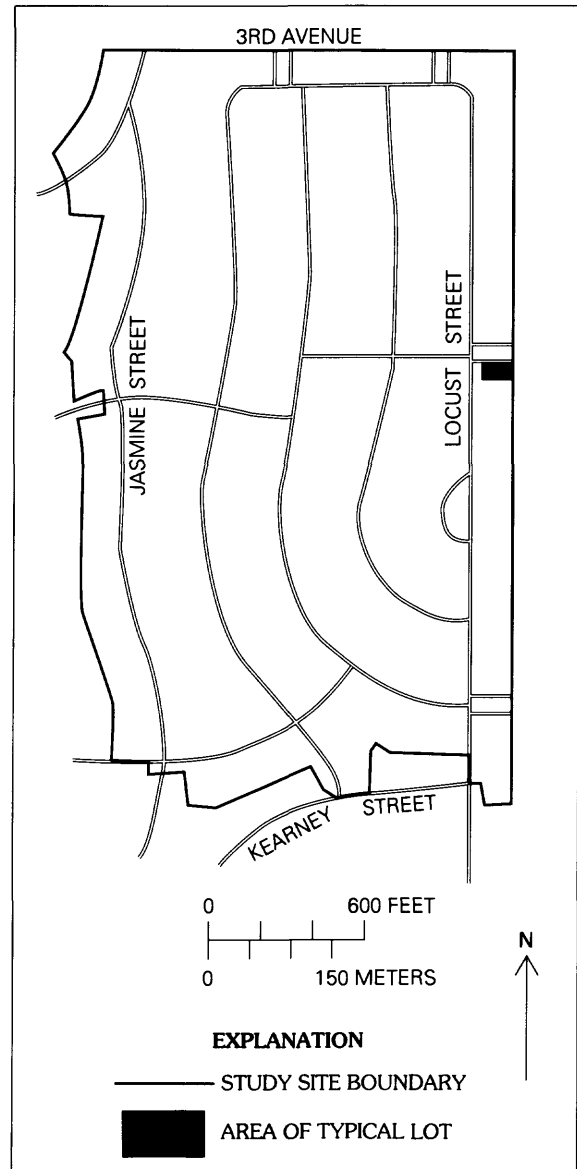 3RD AVENUE
JASMINE STREET
LOCUST STREET
KEARNEY STREET
0 600 FEET
0 150 METERS
N
EXPLANATION
STUDY SITE BOUNDARY
AREA OF TYPICAL LOT